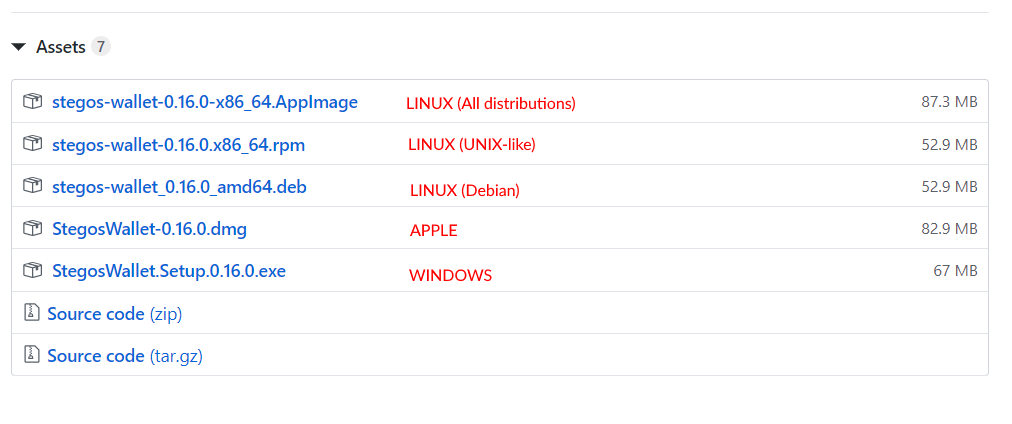 Assets 7
stegos-wallet-0.16.0-x86_64.AppImage LINUX (All distributions) 87.3 MB
stegos-wallet-0.16.0.x86_64.rpm LINUX (UNIX-like) 52.9 MB
stegos-wallet_0.16.0_amd64.deb LINUX (Debian) 52.9 MB
StegosWallet-0.16.0.dmg APPLE 82.9 MB
StegosWallet.Setup.0.16.0.exe WINDOWS 67 MB
Source code (zip)
Source code (tar.gz)